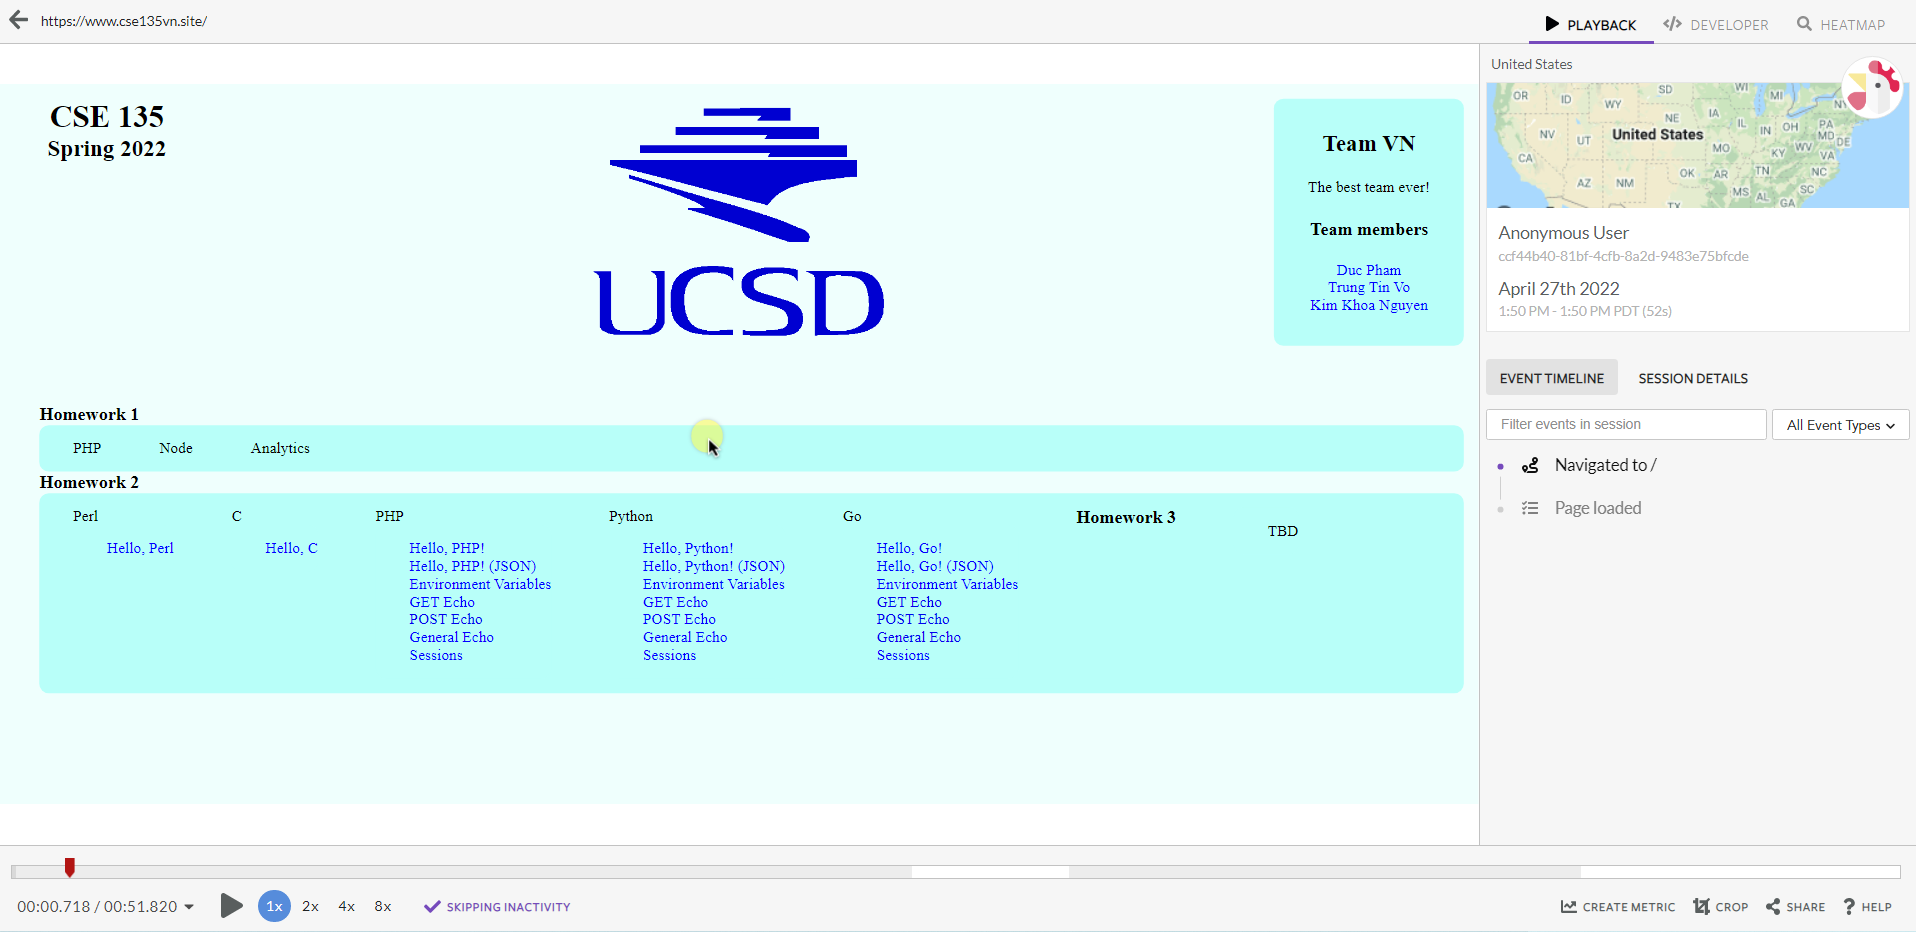 https://www.cse135vn.site/
PLAYBACK
DEVELOPER
HEATMAP
CSE 135
Spring 2022
UCSD
Team VN
The best team ever!
Team members
Duc Pham
Trung Tin Vo
Kim Khoa Nguyen
Homework 1
PHP Node Analytics
Homework 2
Perl C PHP Python Go Homework 3 TBD
Hello, Perl Hello, C Hello, PHP! Hello, Python! Hello, Go!
Hello, PHP! (JSON) Hello, Python! (JSON) Hello, Go! (JSON)
Environment Variables Environment Variables Environment Variables
GET Echo GET Echo GET Echo
POST Echo POST Echo POST Echo
General Echo General Echo General Echo
Sessions Sessions Sessions
United States
OR ID WY SD WI MI NY
NE IA IL IN OH PA
NV UT United States MD DE
CA MO KY WV VA
AZ NM OK AR TN NC
MS AL SC
TX GA
Anonymous User
ccf44b40-81bf-4cfb-8a2d-9483e75bfcde
April 27th 2022
1:50 PM - 1:50 PM PDT (52s)
EVENT TIMELINE SESSION DETAILS
Filter events in session All Event Types
Navigated to /
Page loaded
00:00.718 / 00:51.820 1x 2x 4x 8x SKIPPING INACTIVITY
CREATE METRIC CROP SHARE HELP